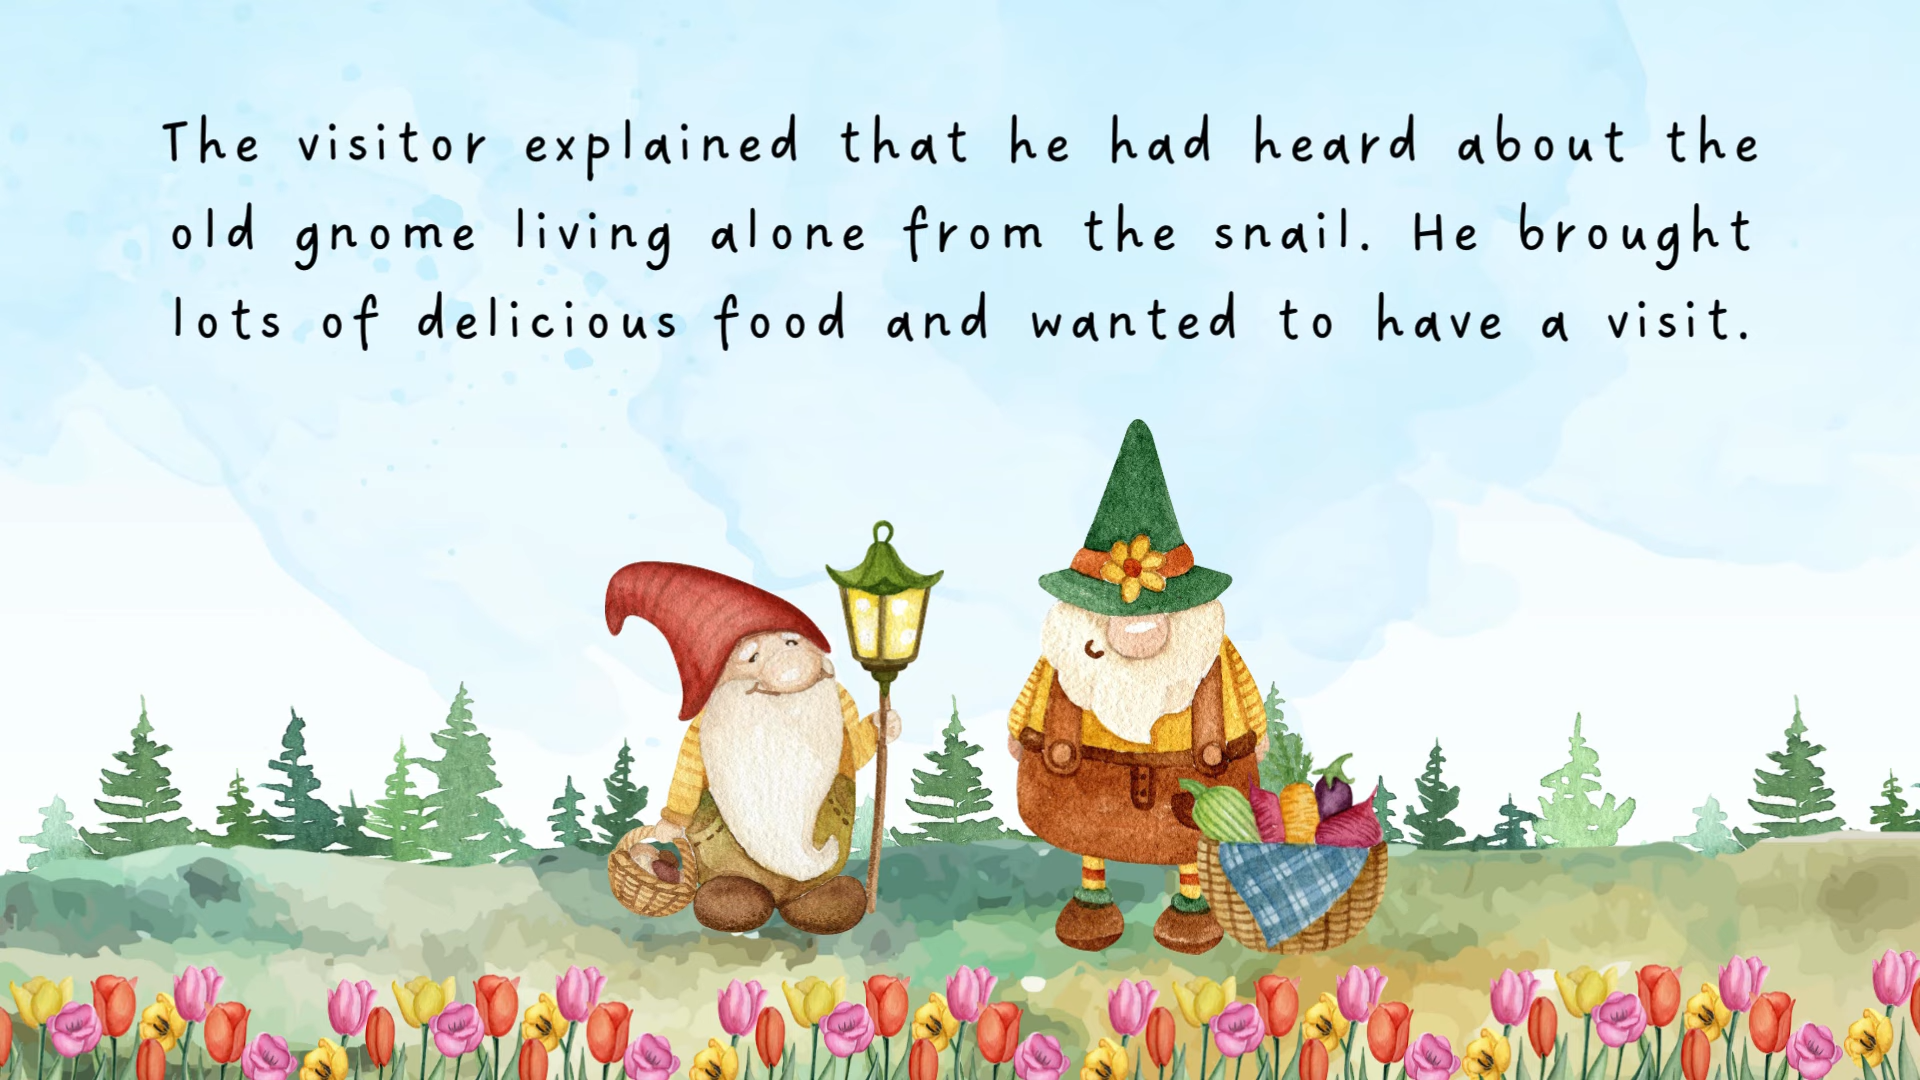 The visitor explained that he had heard about the
old gnome living alone from the snail. He brought
lots of delicious food and wanted to have a visit.